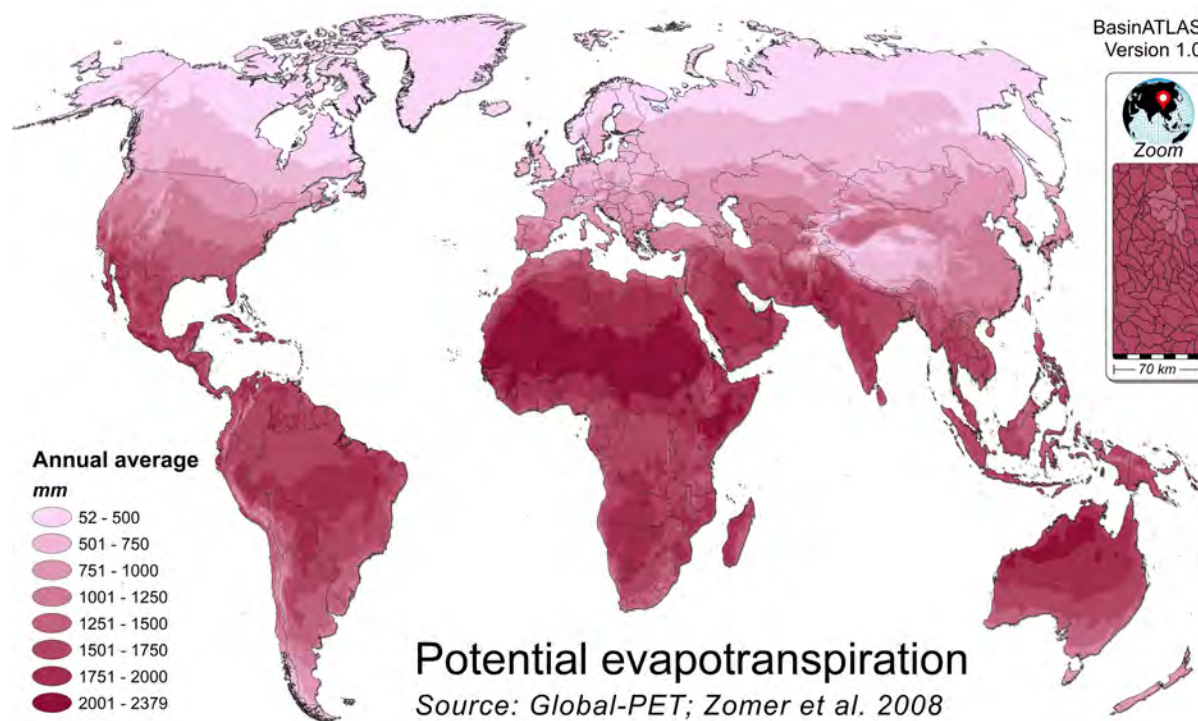 BasinATLAS
Version 1.0
Zoom
70 km
Annual average
mm
52 - 500
501 - 750
751 - 1000
1001 - 1250
1251 - 1500
1501 - 1750
1751 - 2000
2001 - 2379
Potential evapotranspiration
Source: Global-PET; Zomer et al. 2008